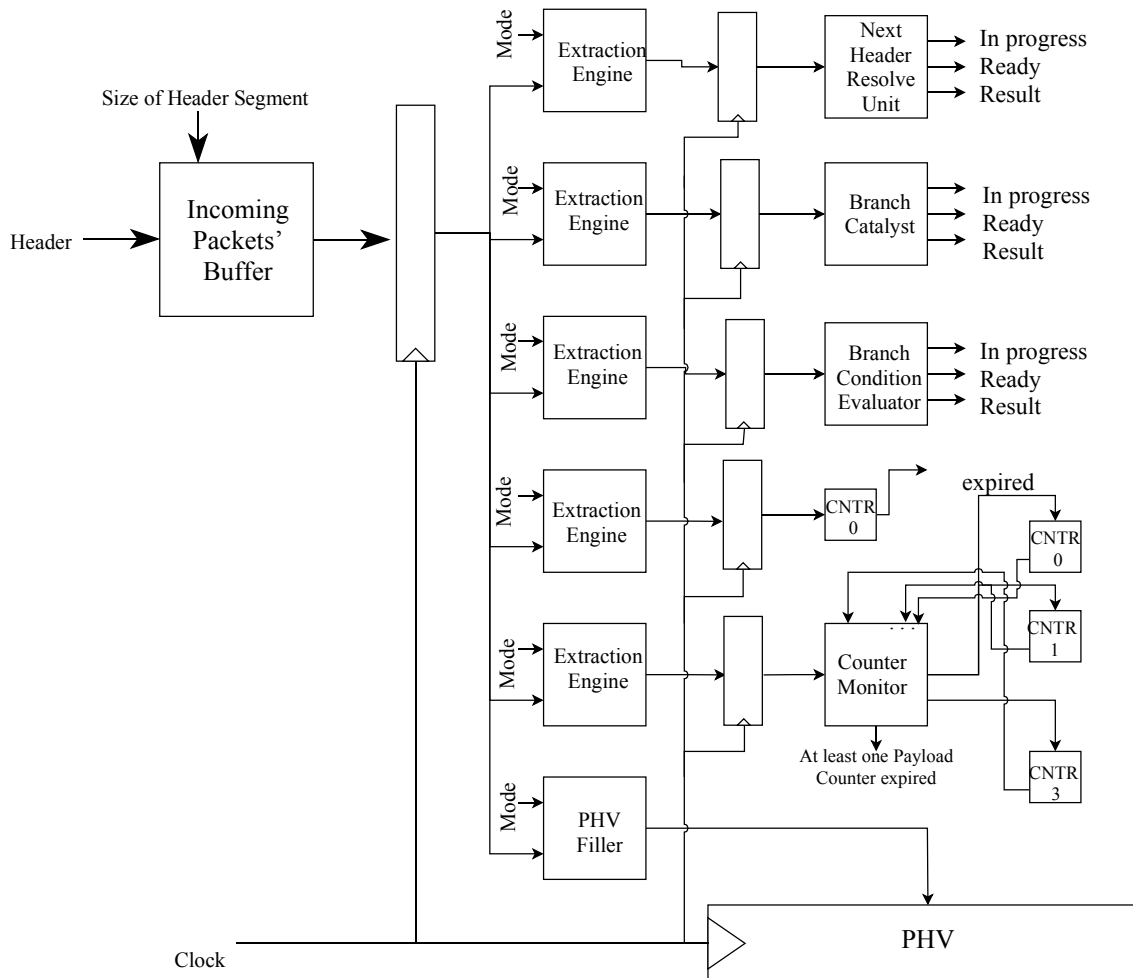 Mode
Extraction
Engine
Next
Header
Resolve
Unit
In progress
Ready
Result
Size of Header Segment
Header
Incoming
Packets’
Buffer
Mode
Extraction
Engine
Branch
Catalyst
In progress
Ready
Result
Mode
Extraction
Engine
Branch
Condition
Evaluator
In progress
Ready
Result
Mode
Extraction
Engine
CNTR
0
expired
CNTR
0
Mode
Extraction
Engine
. . .
Counter
Monitor
CNTR
1
At least one Payload
Counter expired
CNTR
3
Mode
PHV
Filler
Clock
PHV